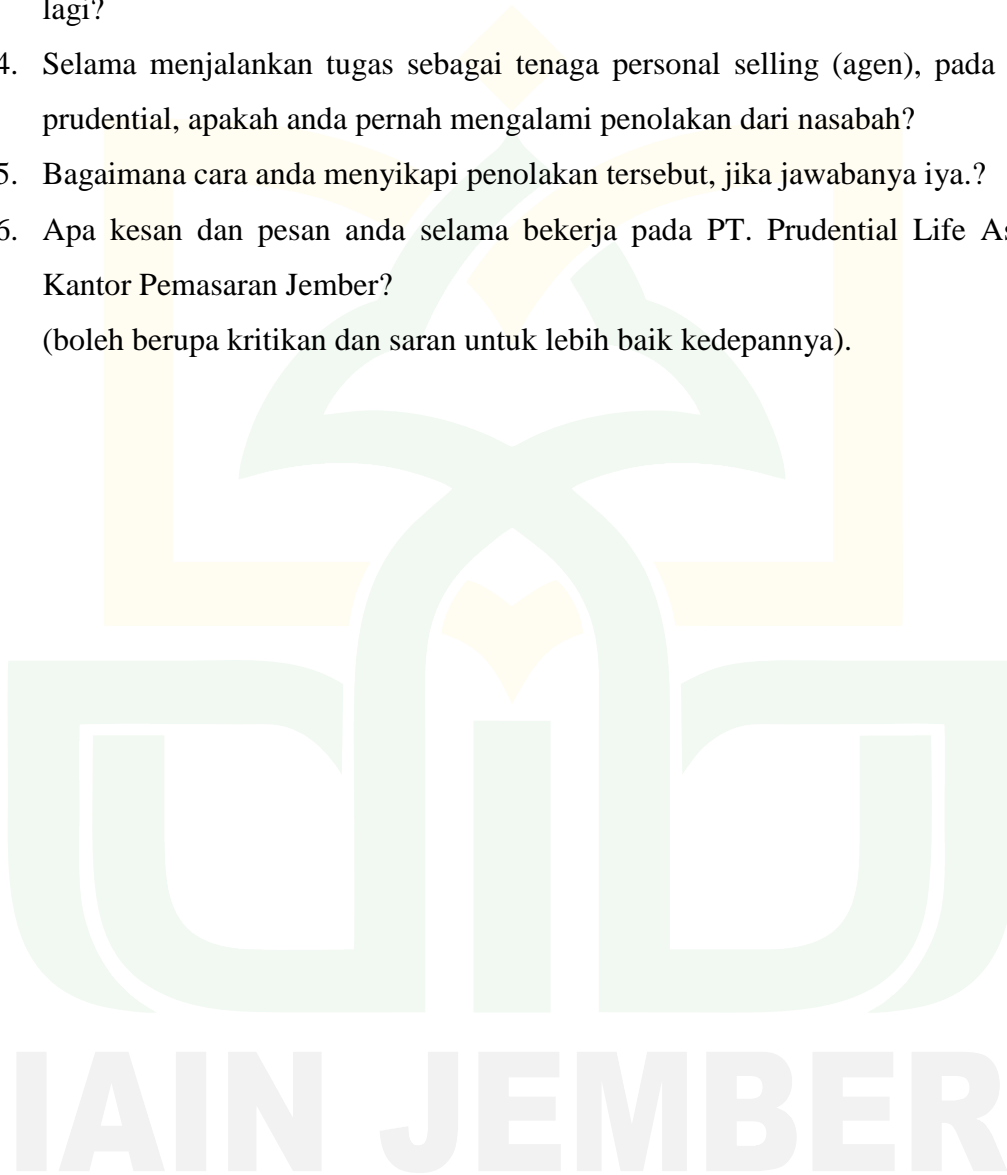 lagi?
4. Selama menjalankan tugas sebagai tenaga personal selling (agen), pada
prudential, apakah anda pernah mengalami penolakan dari nasabah?
5. Bagaimana cara anda menyikapi penolakan tersebut, jika jawabanya iya.?
6. Apa kesan dan pesan anda selama bekerja pada PT. Prudential Life
Kantor Pemasaran Jember?
(boleh berupa kritikan dan saran untuk lebih baik kedepannya).
IAIN JEMBER